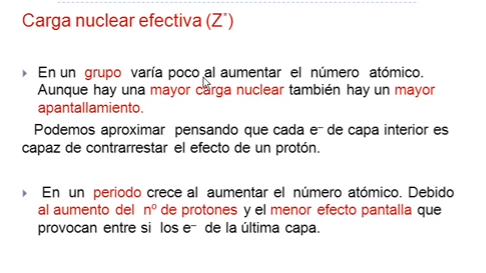 Carga nuclear efectiva (Z*)
En un grupo varía poco al aumentar el número atómico.
Aunque hay una mayor carga nuclear también hay un mayor
apantallamiento.
Podemos aproximar pensando que cada e⁻ de capa interior es
capaz de contrarrestar el efecto de un protón.
En un periodo crece al aumentar el número atómico. Debido
al aumento del nº de protones y el menor efecto pantalla que
provocan entre si los e⁻ de la última capa.